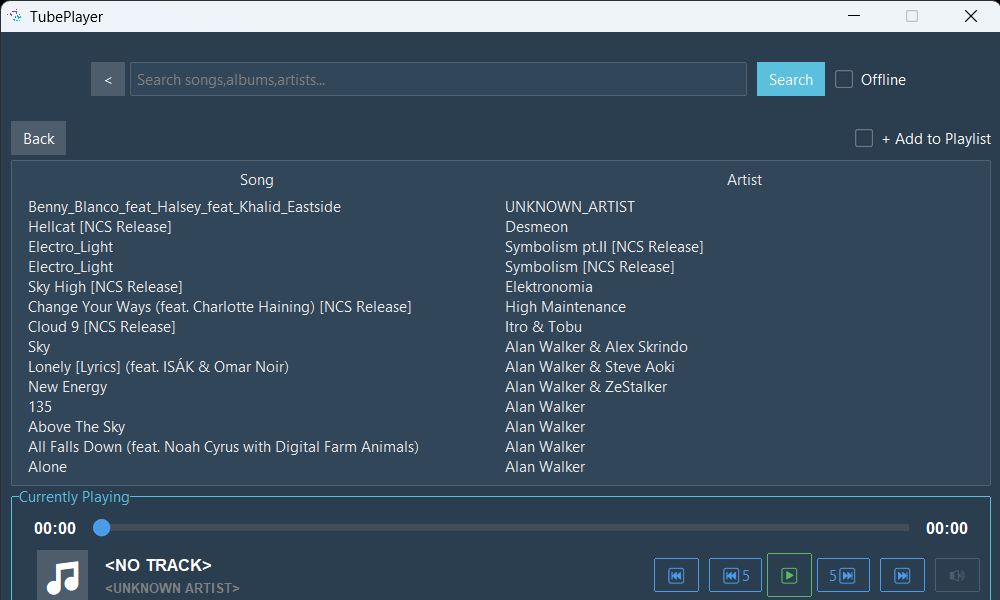 TubePlayer
< Search songs,albums,artists... Search Offline
Back + Add to Playlist
Song Artist
Benny_Blanco_feat_Halsey_feat_Khalid_Eastside UNKNOWN_ARTIST
Hellcat [NCS Release] Desmeon
Electro_Light Symbolism pt.II [NCS Release]
Electro_Light Symbolism [NCS Release]
Sky High [NCS Release] Elektronomia
Change Your Ways (feat. Charlotte Haining) [NCS Release] High Maintenance
Cloud 9 [NCS Release] Itro & Tobu
Sky Alan Walker & Alex Skrindo
Lonely [Lyrics] (feat. ISÁK & Omar Noir) Alan Walker & Steve Aoki
New Energy Alan Walker & ZeStalker
135 Alan Walker
Above The Sky Alan Walker
All Falls Down (feat. Noah Cyrus with Digital Farm Animals) Alan Walker
Alone Alan Walker
Currently Playing
00:00 00:00
<NO TRACK>
5 5
<UNKNOWN ARTIST>